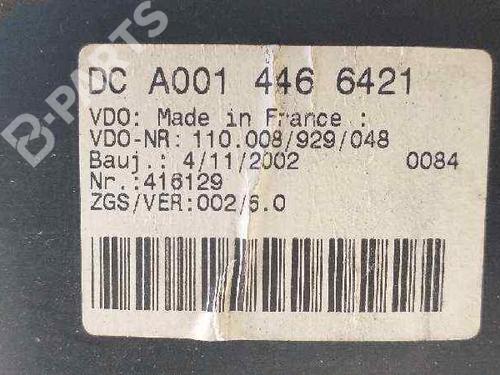 DC A001 446 6421
VDO: Made in France.:
VDO-NR: 110.008/929/048
Bauj.: 4/11/2002 0084
Nr.:416129
ZGS/VER:002/6.0
B-PARTS